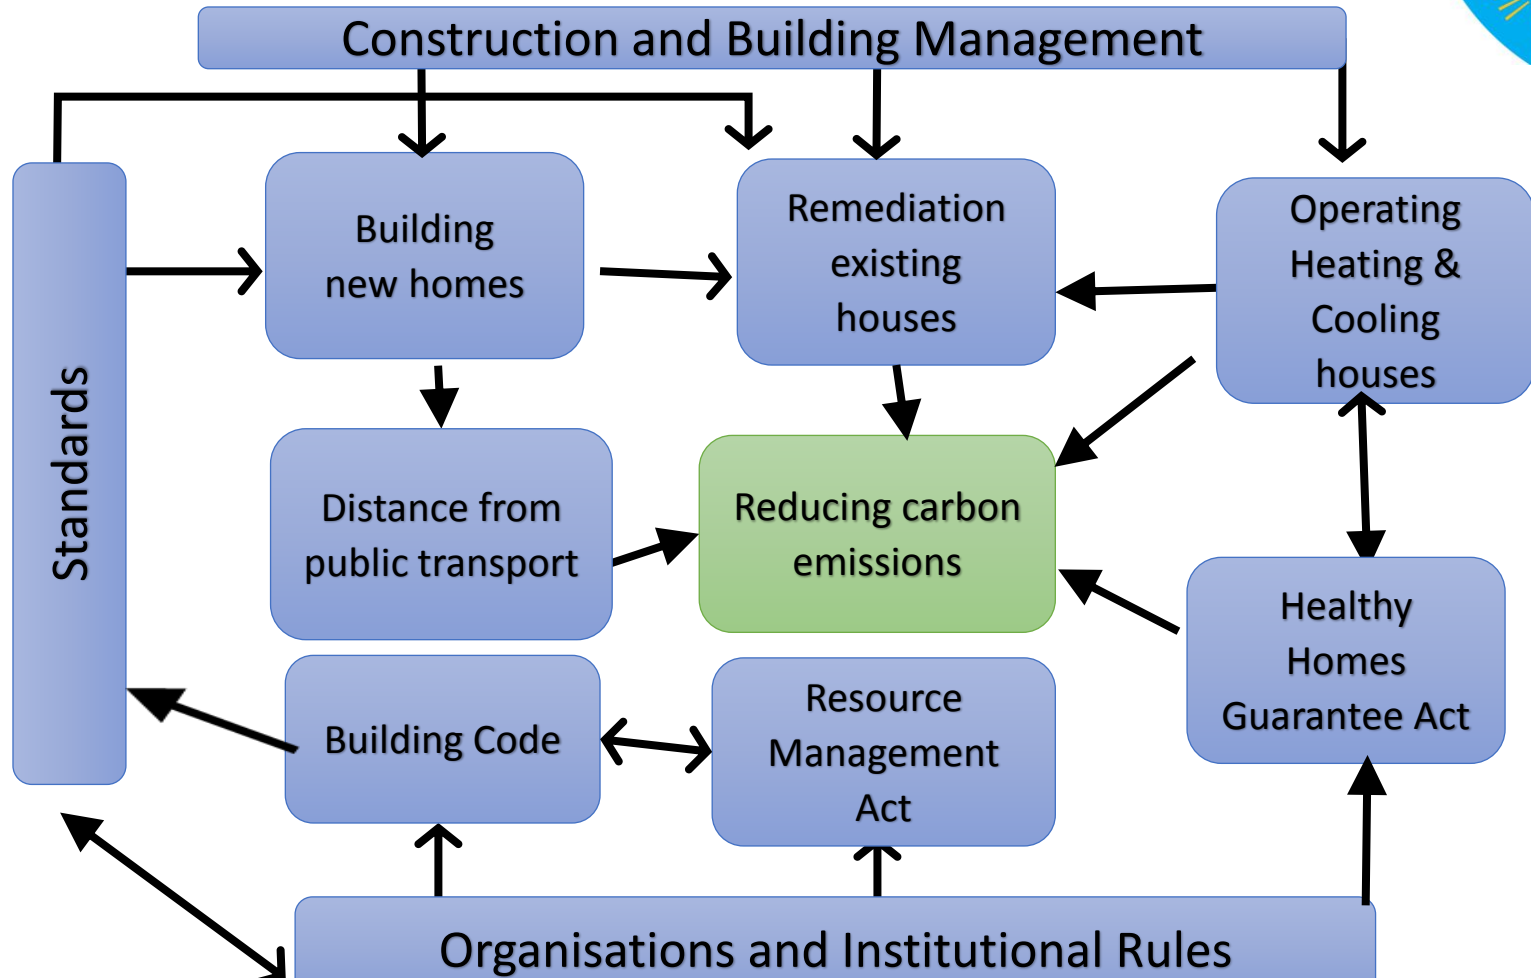 Construction and Building Management
Building
new homes
Remediation
existing
houses
Operating
Heating &
Cooling
houses
Standards
Distance from
public transport
Reducing carbon
emissions
Healthy
Homes
Guarantee Act
Building Code
Resource
Management
Act
Organisations and Institutional Rules